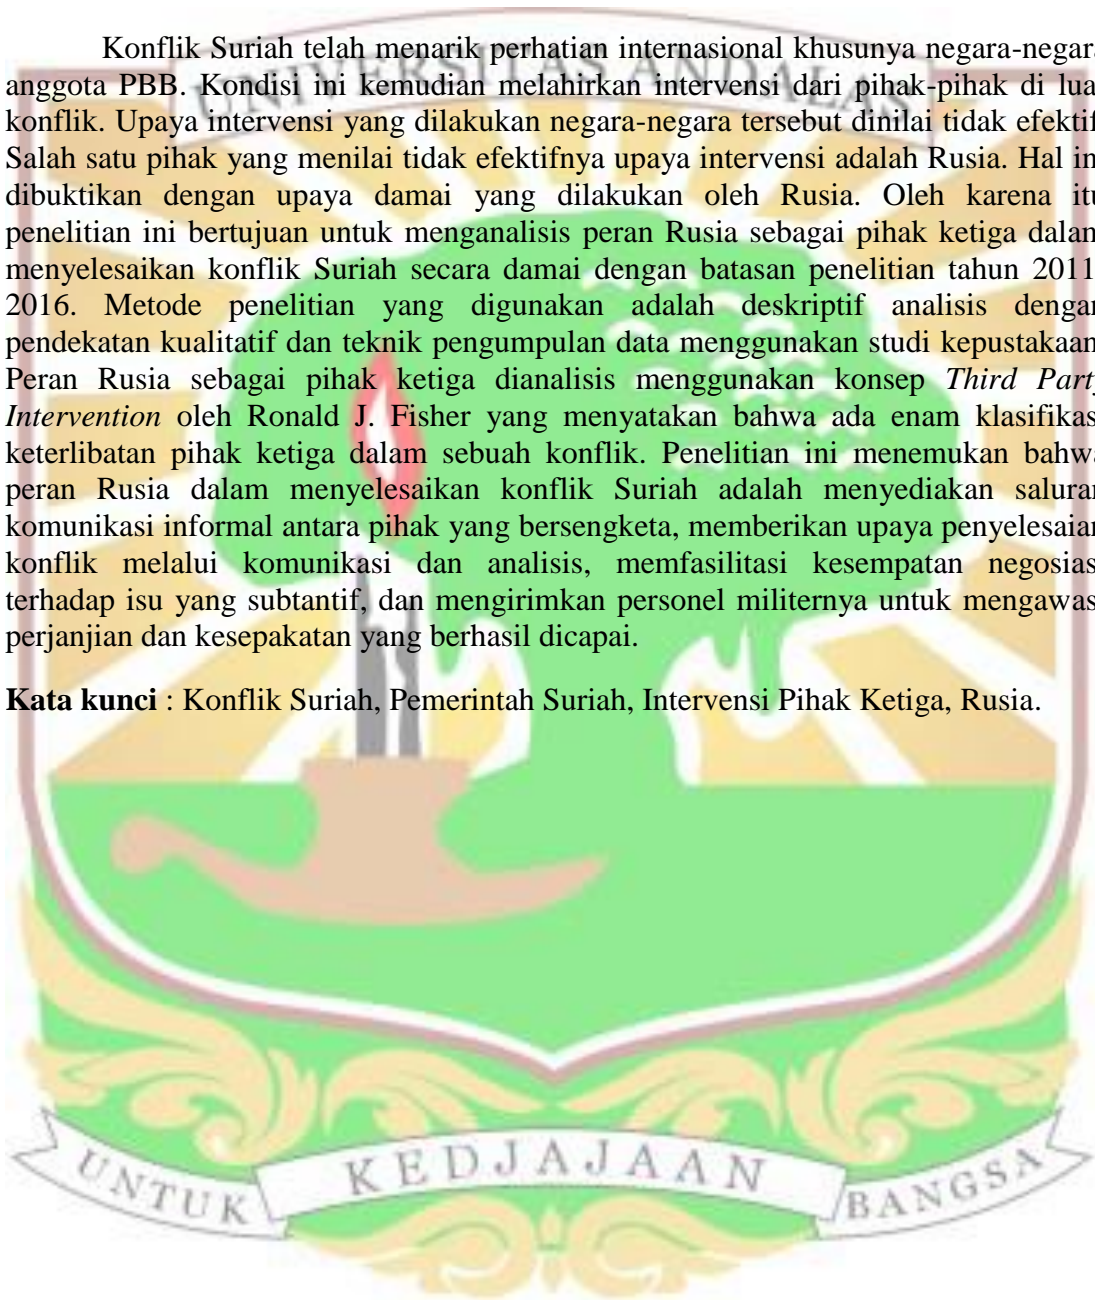 UNIVERSITAS ANDALAS
Konflik Suriah telah menarik perhatian internasional khusunya negara-negara
anggota PBB. Kondisi ini kemudian melahirkan intervensi dari pihak-pihak di lua
konflik. Upaya intervensi yang dilakukan negara-negara tersebut dinilai tidak efektif
Salah satu pihak yang menilai tidak efektifnya upaya intervensi adalah Rusia. Hal in
dibuktikan dengan upaya damai yang dilakukan oleh Rusia. Oleh karena itu
penelitian ini bertujuan untuk menganalisis peran Rusia sebagai pihak ketiga dalam
menyelesaikan konflik Suriah secara damai dengan batasan penelitian tahun 2011
2016. Metode penelitian yang digunakan adalah deskriptif analisis dengan
pendekatan kualitatif dan teknik pengumpulan data menggunakan studi kepustakaan
Peran Rusia sebagai pihak ketiga dianalisis menggunakan konsep Third Party
Intervention oleh Ronald J. Fisher yang menyatakan bahwa ada enam klasifikas
keterlibatan pihak ketiga dalam sebuah konflik. Penelitian ini menemukan bahwa
peran Rusia dalam menyelesaikan konflik Suriah adalah menyediakan saluran
komunikasi informal antara pihak yang bersengketa, memberikan upaya penyelesaian
konflik melalui komunikasi dan analisis, memfasilitasi kesempatan negosias
terhadap isu yang subtantif, dan mengirimkan personel militernya untuk mengawas
perjanjian dan kesepakatan yang berhasil dicapai.
Kata kunci : Konflik Suriah, Pemerintah Suriah, Intervensi Pihak Ketiga, Rusia.
UNTUK KEDJAJAAN BANGSA